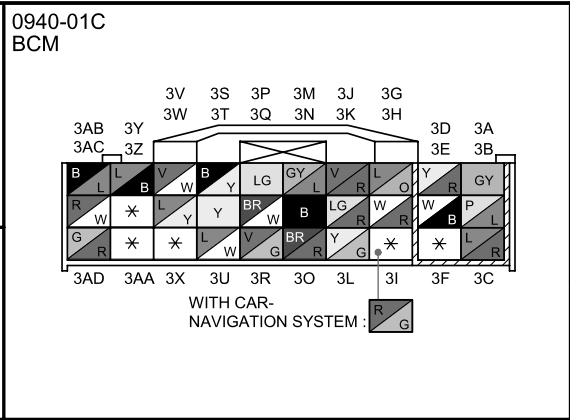 0940-01C
BCM
3V 3S 3P 3M 3J 3G
3W 3T 3Q 3N 3K 3H
3AB 3Y 3D 3A
3AC 3Z 3E 3B
B L L B V W B Y LG GY L V R L O Y R GY
R W * L Y Y BR W B LG R W R W B P L
G R * * L W V G BR R Y G * * L R
3AD 3AA 3X 3U 3R 3O 3L 3I 3F 3C
WITH CAR-
NAVIGATION SYSTEM : R G